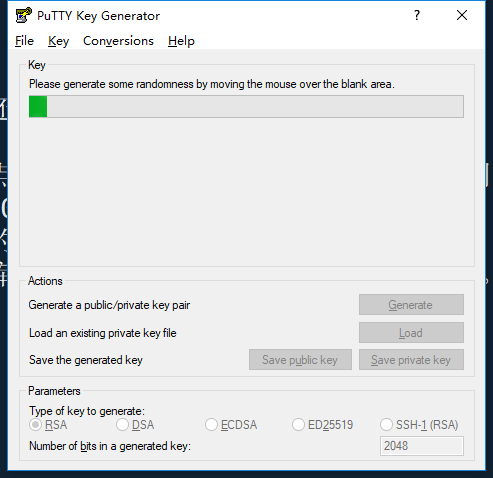 PuTTY Key Generator
File Key Conversions Help
Key
Please generate some randomness by moving the mouse over the blank area.
Actions
Generate a public/private key pair
Generate
Load an existing private key file
Load
Save the generated key
Save public key
Save private key
Parameters
Type of key to generate:
RSA DSA ECDSA ED25519 SSH-1 (RSA)
Number of bits in a generated key:
2048